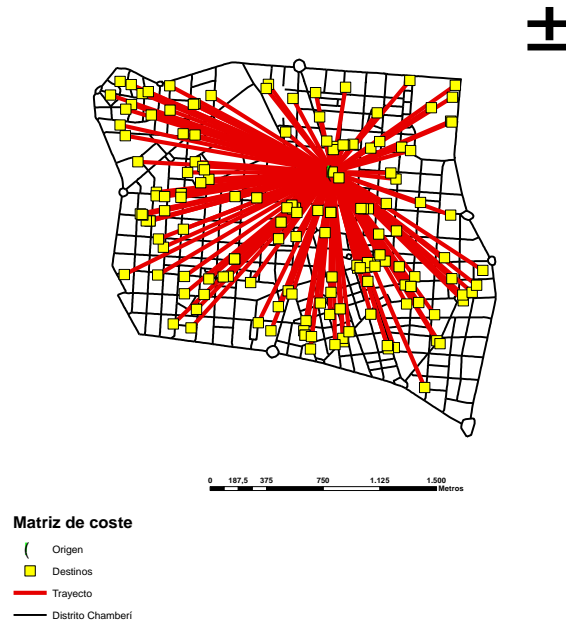 0 187,5 375 750 1.125 1.500
Metros
Matriz de coste
Origen
Destinos
Trayecto
Distrito Chamberí